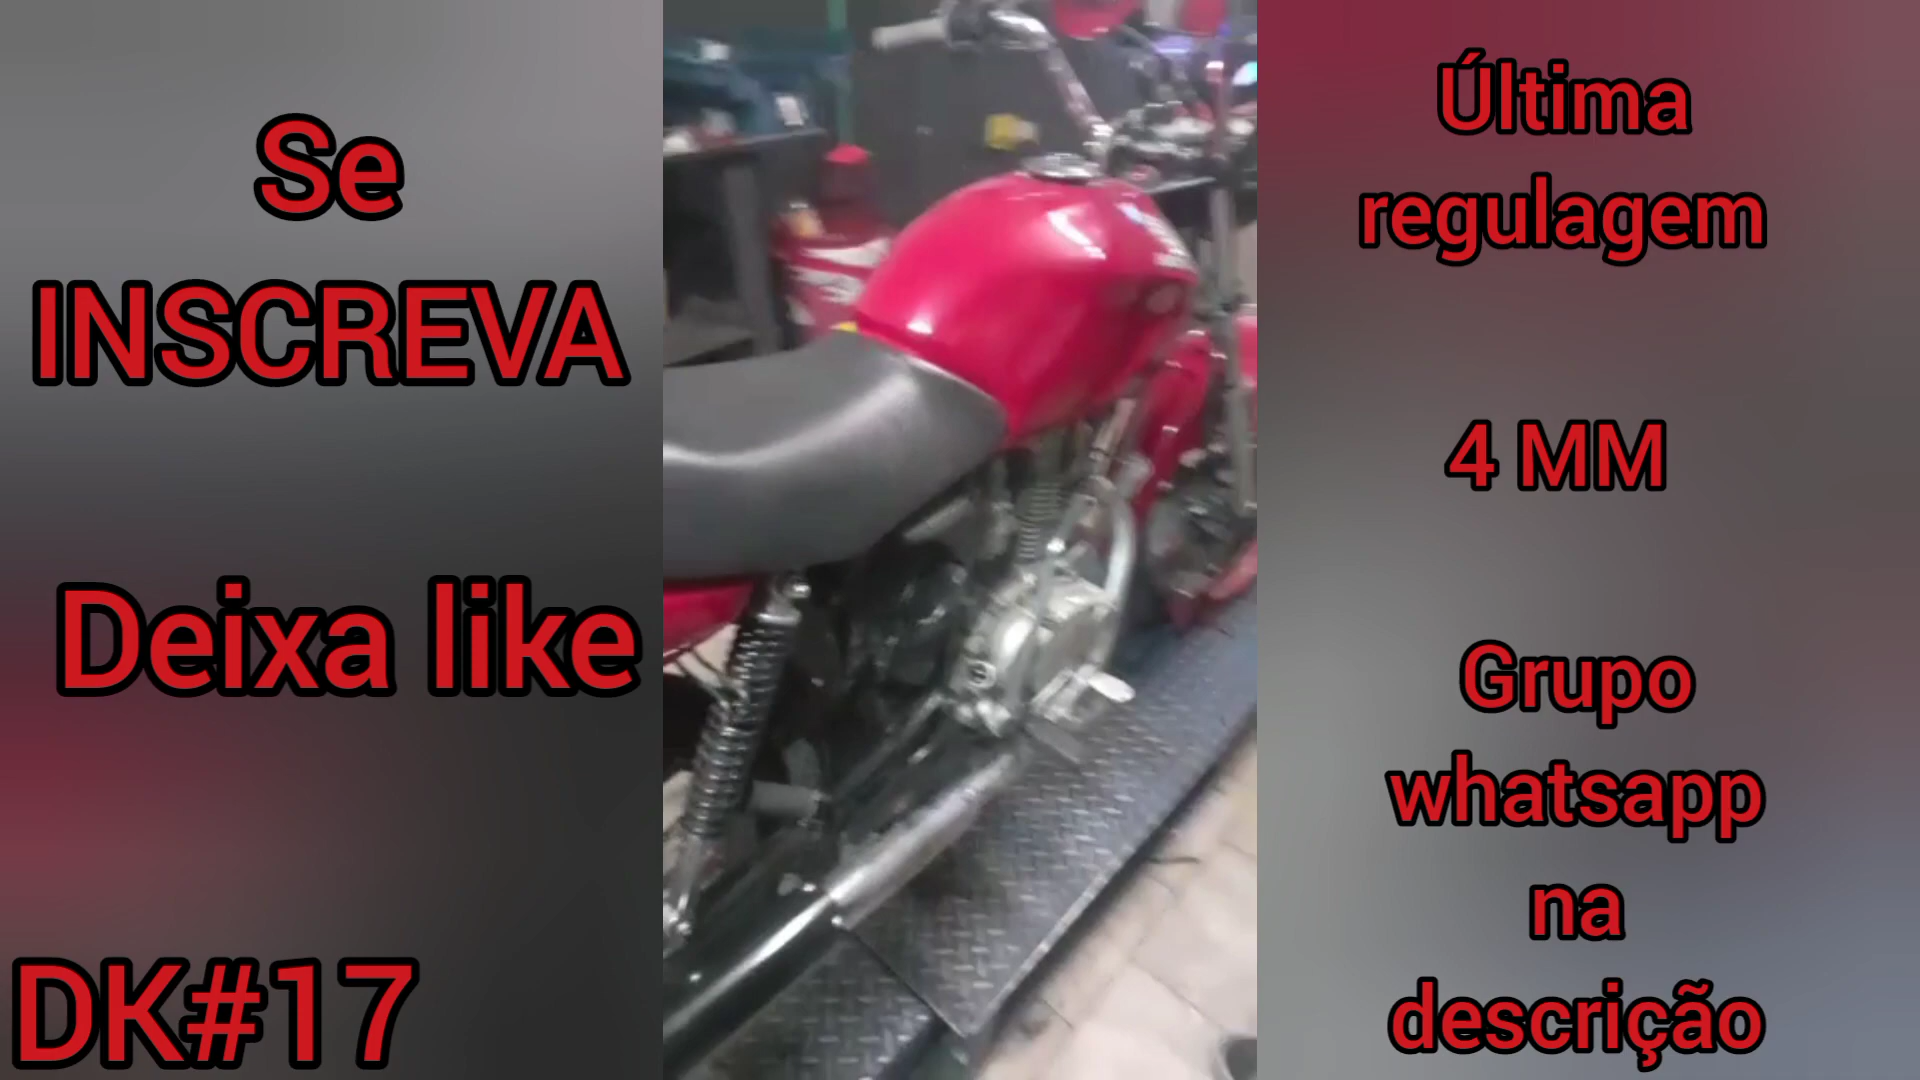 Se
INSCREVA
Deixa like
DK#17
Última
regulagem
4 MM
Grupo
whatsapp
na
descrição